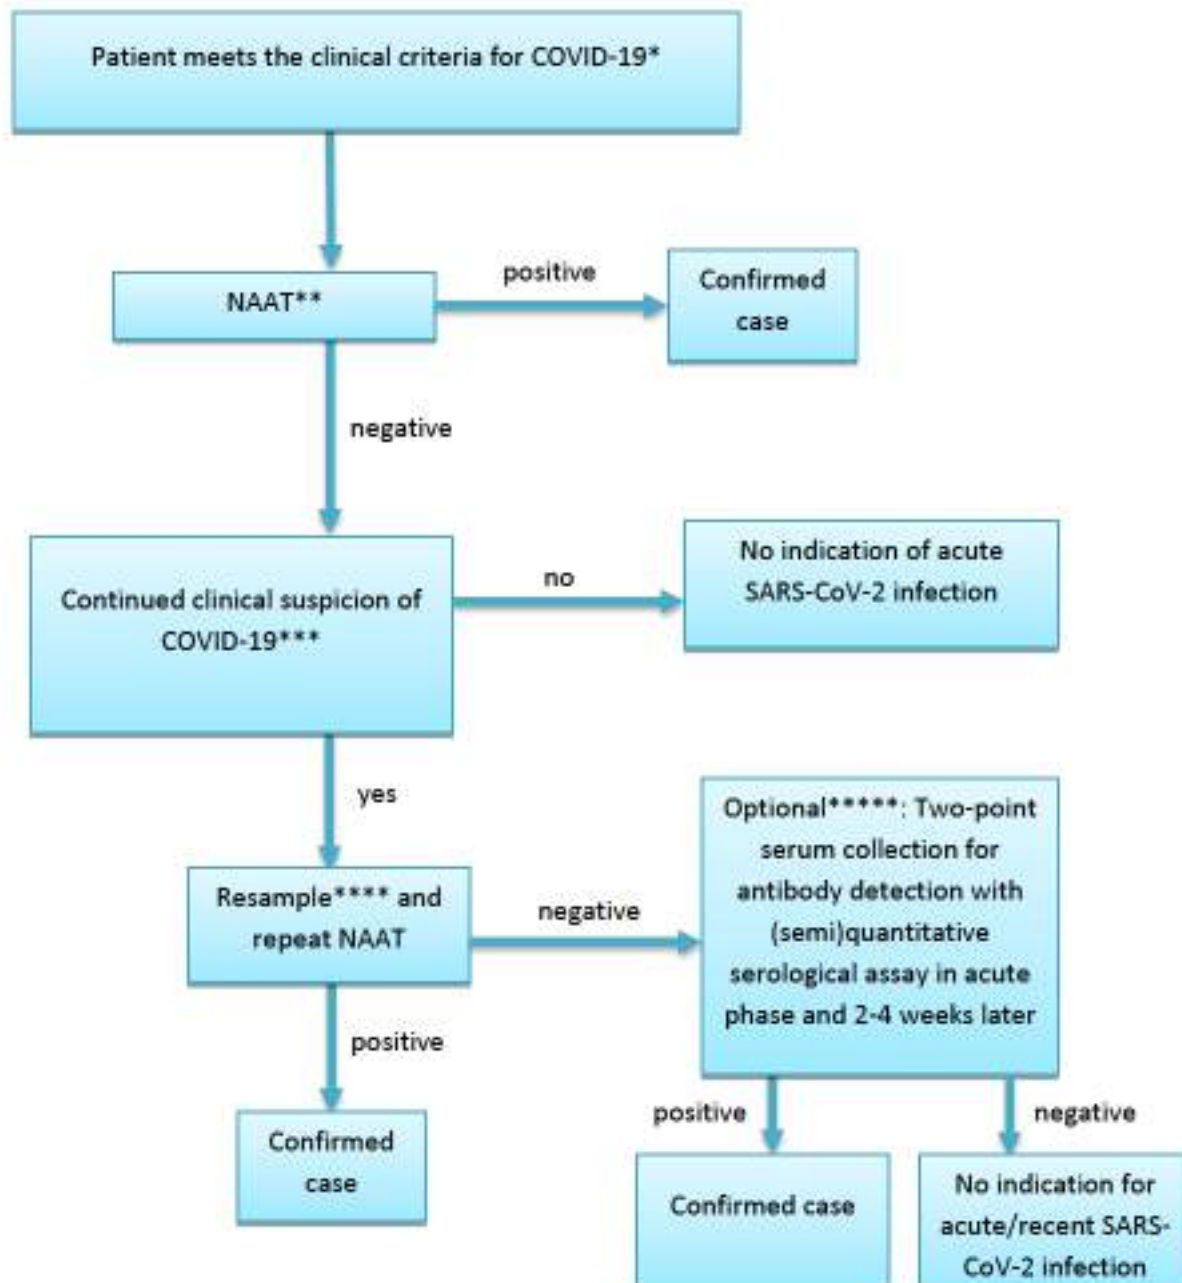 Patient meets the clinical criteria for COVID-19*
positive
NAAT**
Confirmed
case
negative
Continued clinical suspicion of
COVID-19***
no
No indication of acute
SARS-CoV-2 infection
yes
Resample**** and
repeat NAAT
negative
Optional*****: Two-point
serum collection for
antibody detection with
(semi)quantitative
serological assay in acute
phase and 2-4 weeks later
positive
Confirmed
case
positive
negative
Confirmed case
No indication for
acute/recent SARS-
CoV-2 infection